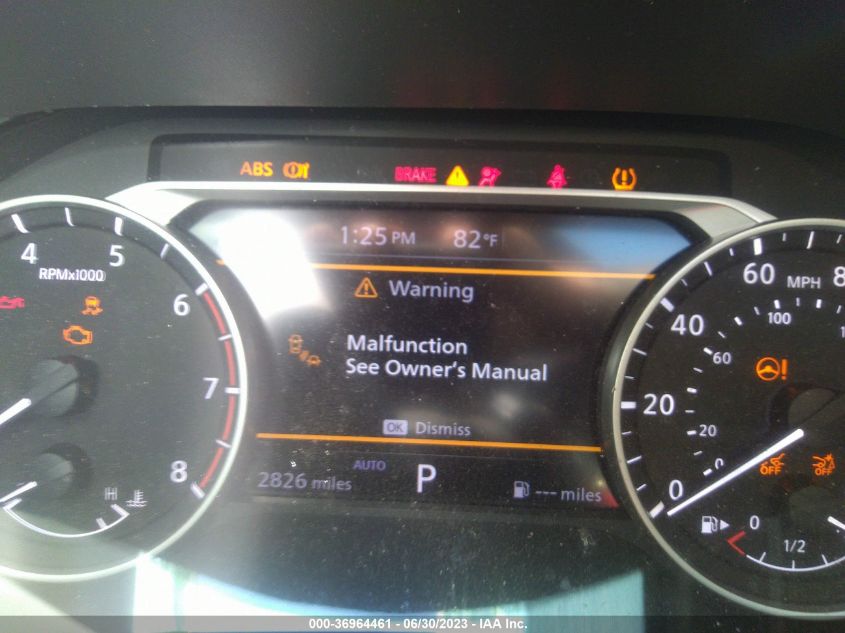 ABS BRAKE
1:25 PM 82°F
4 5 6 7 8
RPMx1000
Warning
Malfunction
See Owner's Manual
OK Dismiss
AUTO
2826 miles P --- miles
H
0 20 40 60 8
MPH
0 20 60 100
OFF OFF
0 1/2
000-36964461 - 06/30/2023 - IAA Inc.